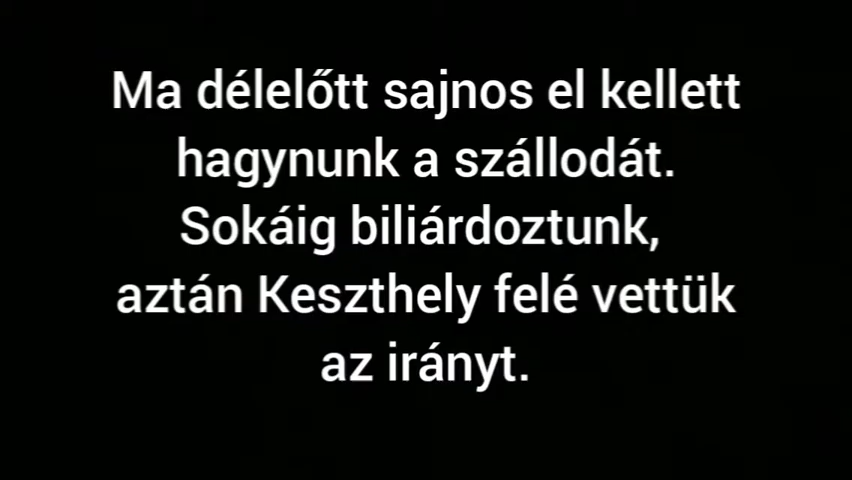 Ma délelőtt sajnos el kellett
hagynunk a szállodát.
Sokáig biliárdoztunk,
aztán Keszthely felé vettük
az irányt.